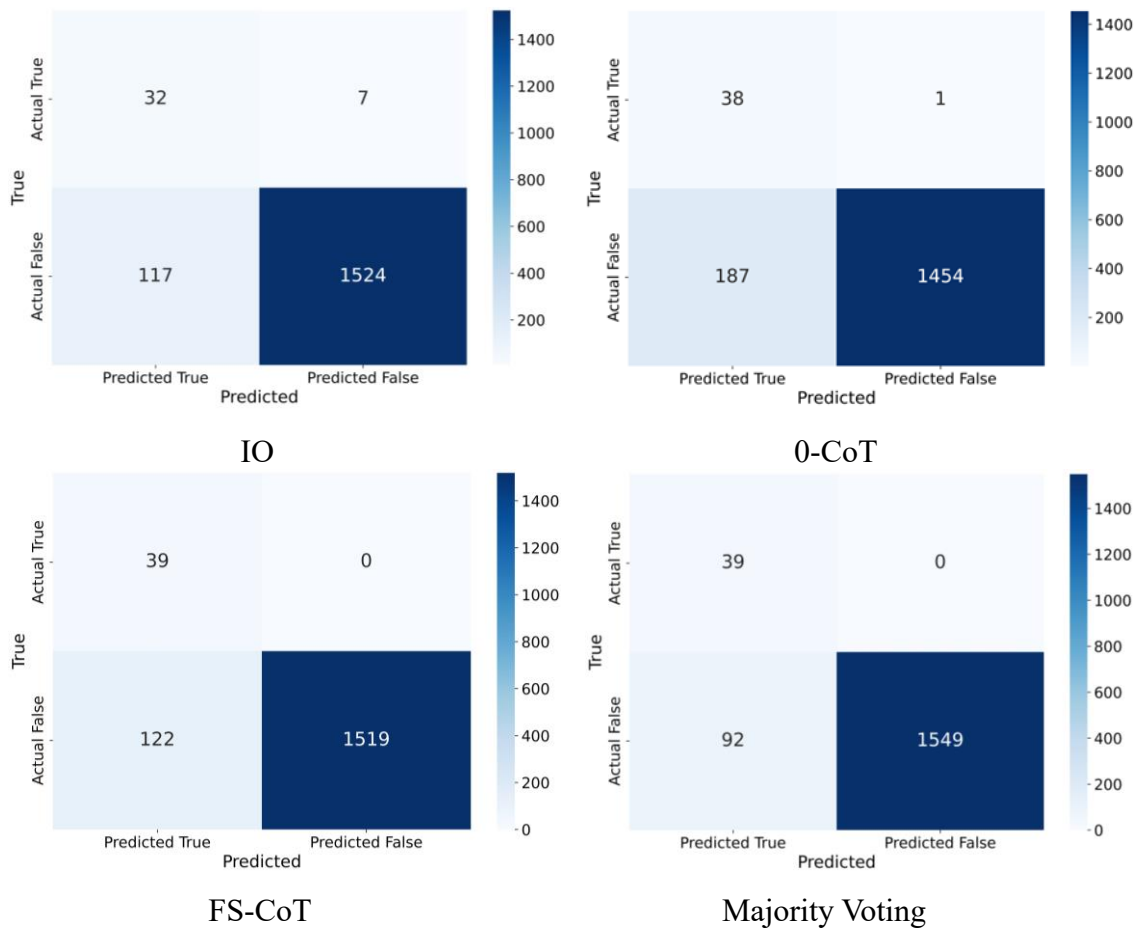 Actual True
Actual False
True
32
7
117
1524
Predicted True
Predicted False
Predicted
1400
1200
1000
800
600
400
200
IO
Actual True
Actual False
True
38
1
187
1454
Predicted True
Predicted False
Predicted
1400
1200
1000
800
600
400
200
0-CoT
Actual True
Actual False
True
39
0
122
1519
Predicted True
Predicted False
Predicted
1400
1200
1000
800
600
400
200
0
FS-CoT
Actual True
Actual False
True
39
0
92
1549
Predicted True
Predicted False
Predicted
1400
1200
1000
800
600
400
200
0
Majority Voting